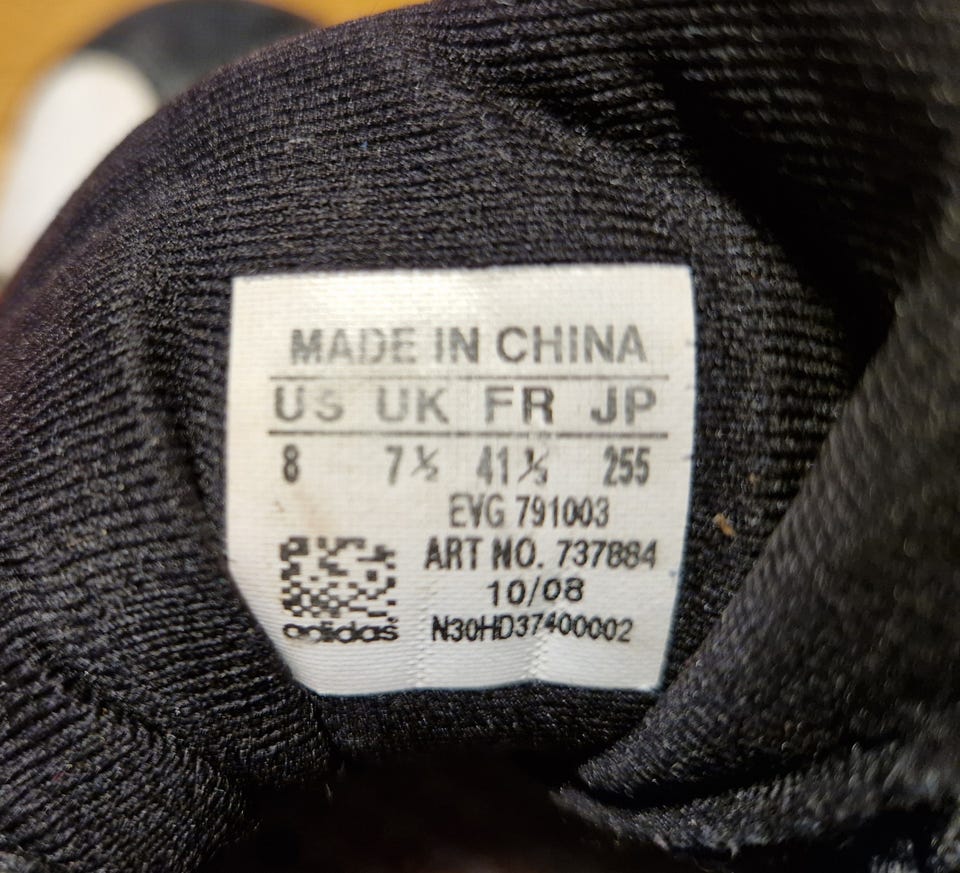 MADE IN CHINA
US UK FR JP
8 7½ 41⅓ 255
EVG 791003
ART NO. 737884
10/08
adidas® N30HD37400002